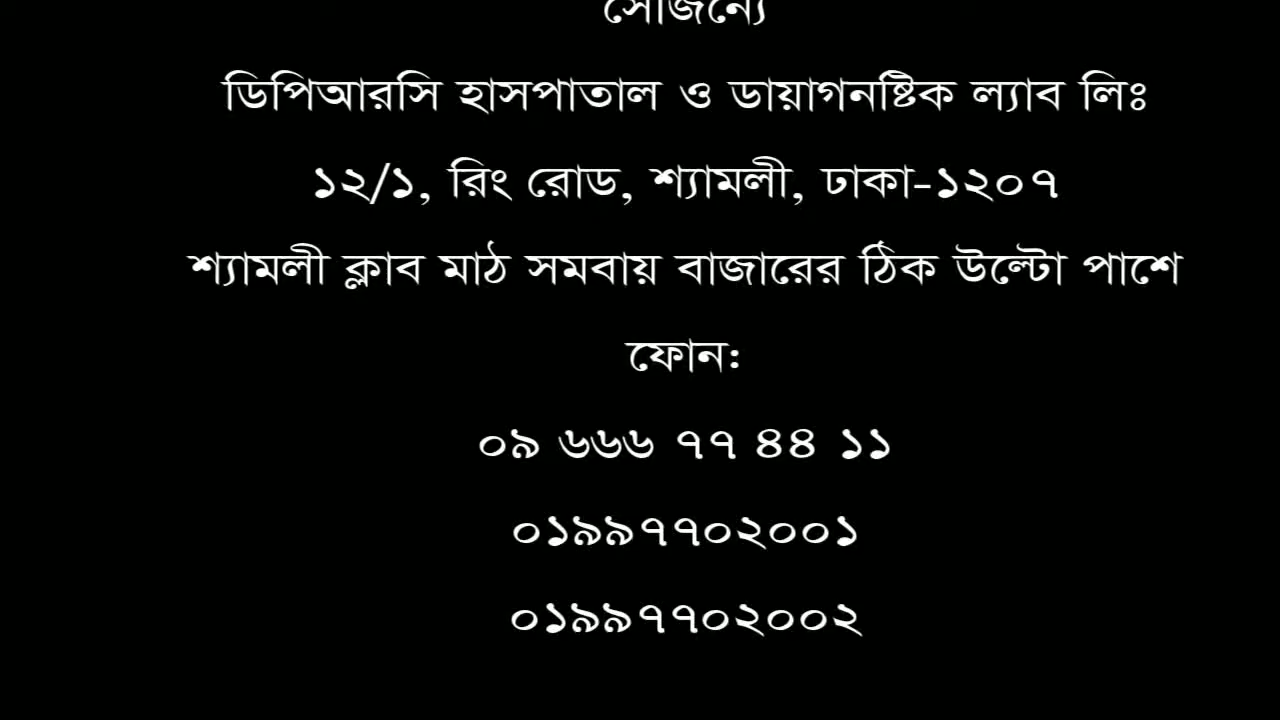 সৌজন্যে
ডিপিআরসি হাসপাতাল ও ডায়াগনষ্টিক ল্যাব লিঃ
১২/১, রিং রোড, শ্যামলী, ঢাকা-১২০৭
শ্যামলী ক্লাব মাঠ সমবায় বাজারের ঠিক উল্টো পাশে
ফোন:
০৯ ৬৬৬ ৭৭ ৪৪ ১১
০১৯৯৭৭০২০০১
০১৯৯৭৭০২০০২